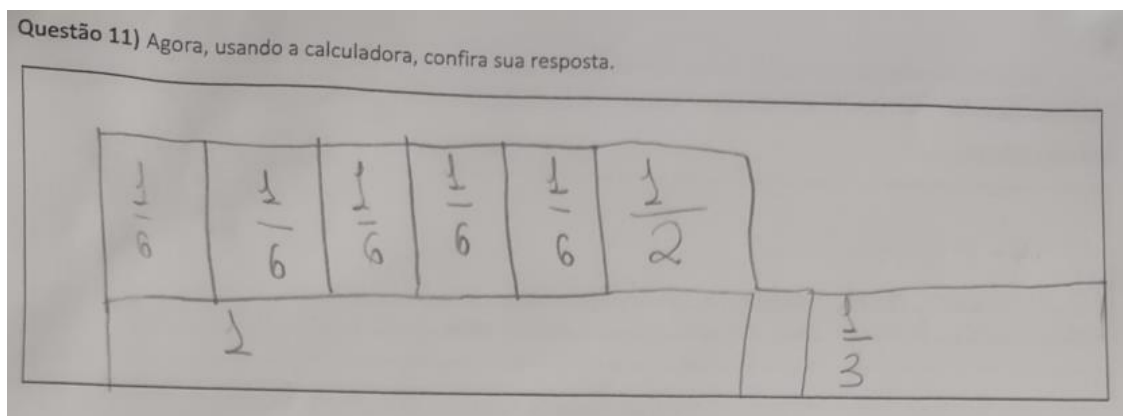 Questão 11) Agora, usando a calculadora, confira sua resposta.
1/6 1/6 1/6 1/6 1/6 1/2
1 1/3